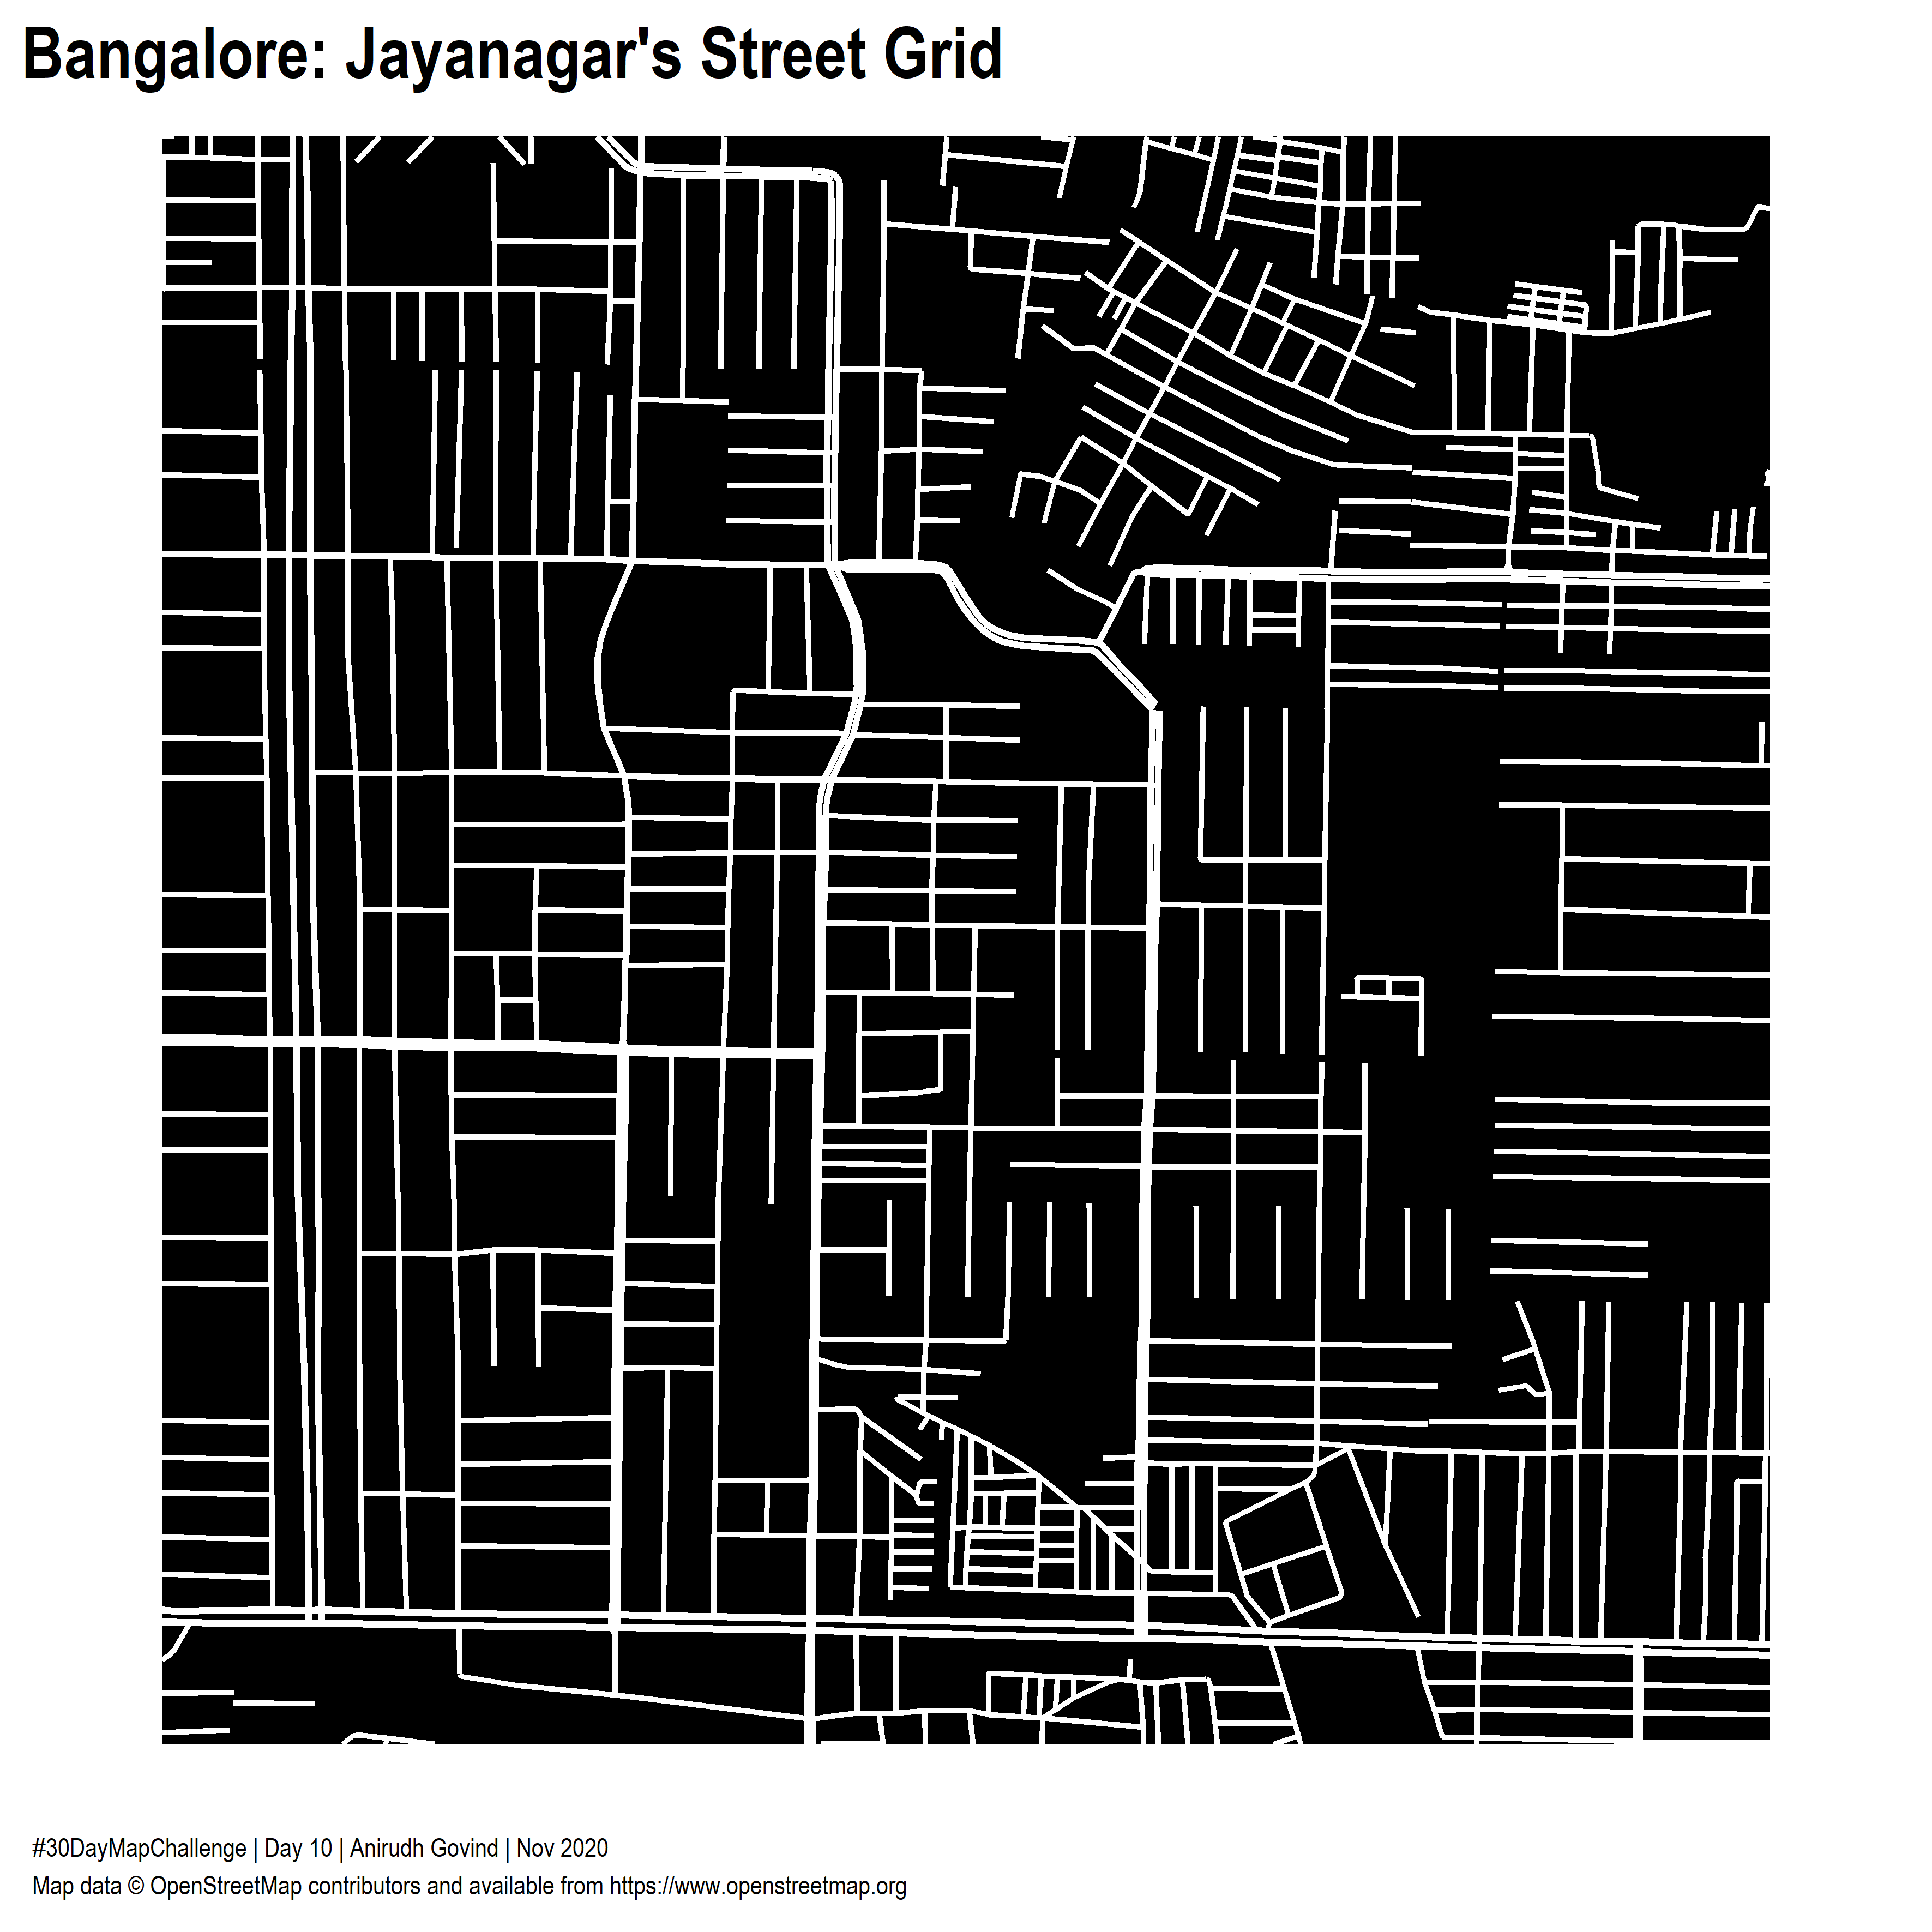 Bangalore: Jayanagar's Street Grid
#30DayMapChallenge | Day 10 | Anirudh Govind | Nov 2020
Map data © OpenStreetMap contributors and available from https://www.openstreetmap.org